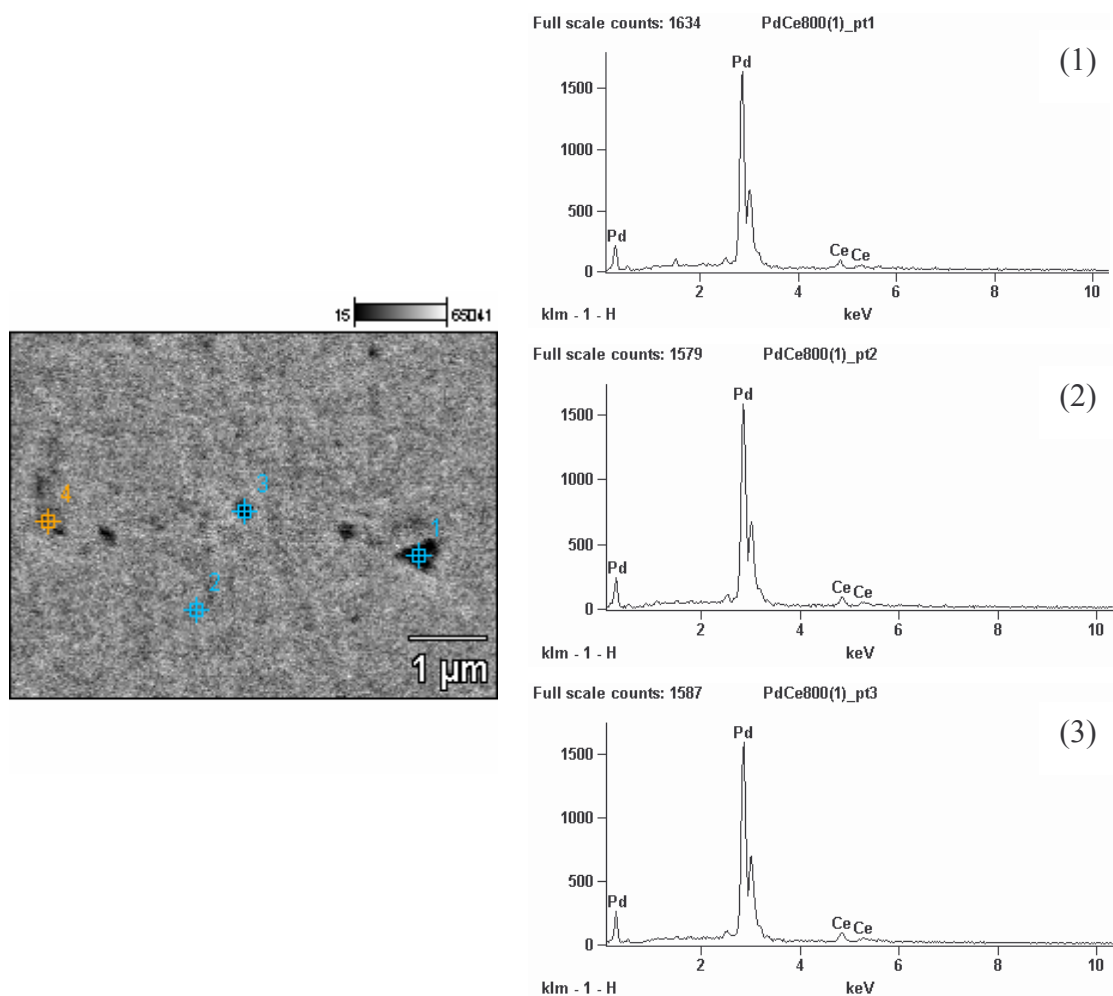 15 65041
4
3
1
2
1 µm
Full scale counts: 1634 PdCe800(1)_pt1
(1)
Pd
1500
1000
500
Pd
Ce Ce
0
2 4 6 8 10
klm - 1 - H keV
Full scale counts: 1579 PdCe800(1)_pt2
(2)
Pd
1500
1000
500
Pd
Ce Ce
0
2 4 6 8 10
klm - 1 - H keV
Full scale counts: 1587 PdCe800(1)_pt3
(3)
Pd
1500
1000
500
Pd
Ce Ce
0
2 4 6 8 10
klm - 1 - H keV